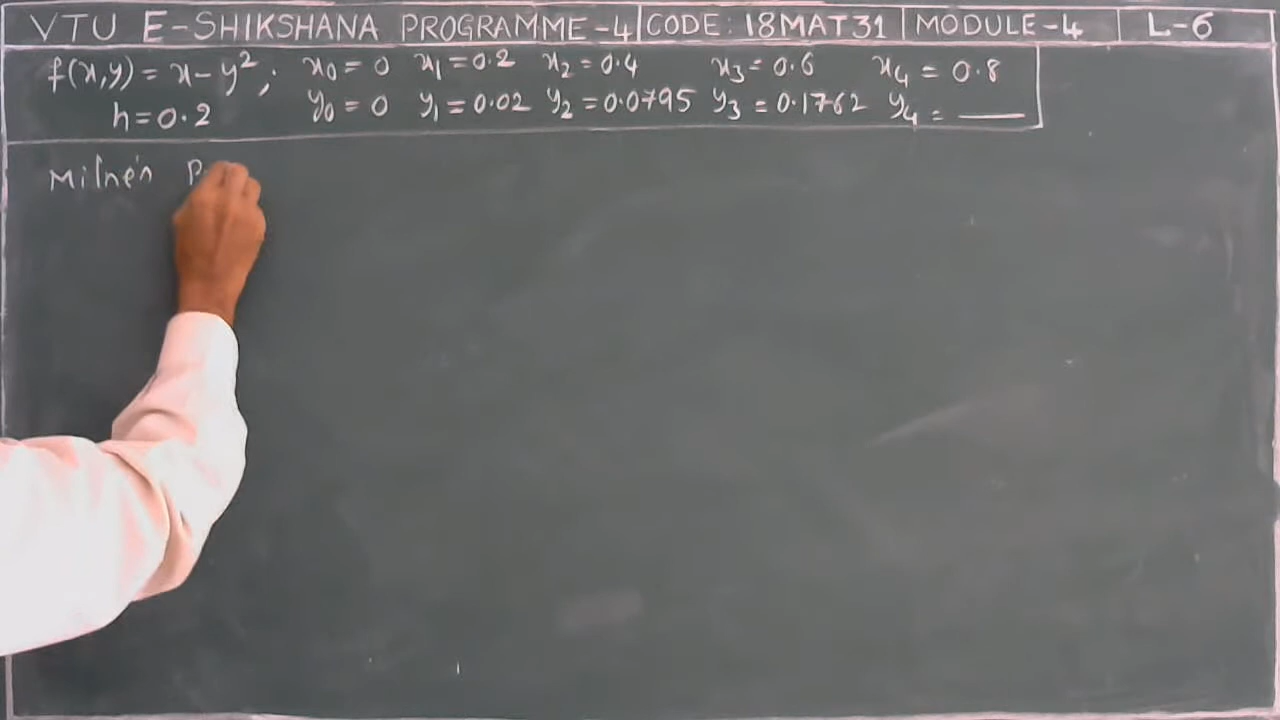 VTU E-SHIKSHANA PROGRAMME-4 CODE: 18MAT31 MODULE-4 L-6
f(x,y) = x - y²; x₀ = 0 x₁ = 0.2 x₂ = 0.4 x₃ = 0.6 x₄ = 0.8
h = 0.2 y₀ = 0 y₁ = 0.02 y₂ = 0.0795 y₃ = 0.1762 y₄ = ____
Milne's P